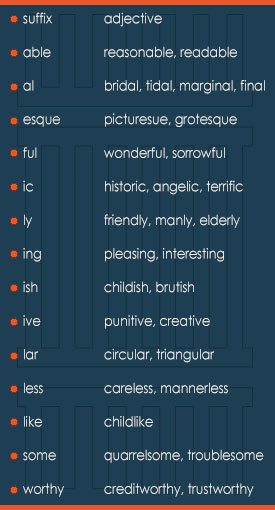 suffix adjective
able reasonable, readable
al bridal, tidal, marginal, final
esque picturesue, grotesque
ful wonderful, sorrowful
ic historic, angelic, terrific
ly friendly, manly, elderly
ing pleasing, interesting
ish childish, brutish
ive punitive, creative
lar circular, triangular
less careless, mannerless
like childlike
some quarrelsome, troublesome
worthy creditworthy, trustworthy